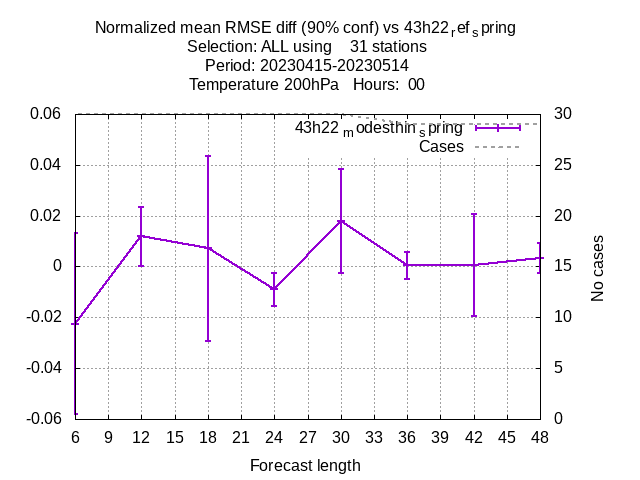 Normalized mean RMSE diff (90% conf) vs 43h22refspring
Selection: ALL using    31 stations
Period: 20230415-20230514
Temperature 200hPa   Hours:  00
43h22modesthinspring
Cases
0.06
0.04
0.02
0
-0.02
-0.04
-0.06
30
25
20
15
10
5
0
No cases
6 9 12 15 18 21 24 27 30 33 36 39 42 45 48
Forecast length